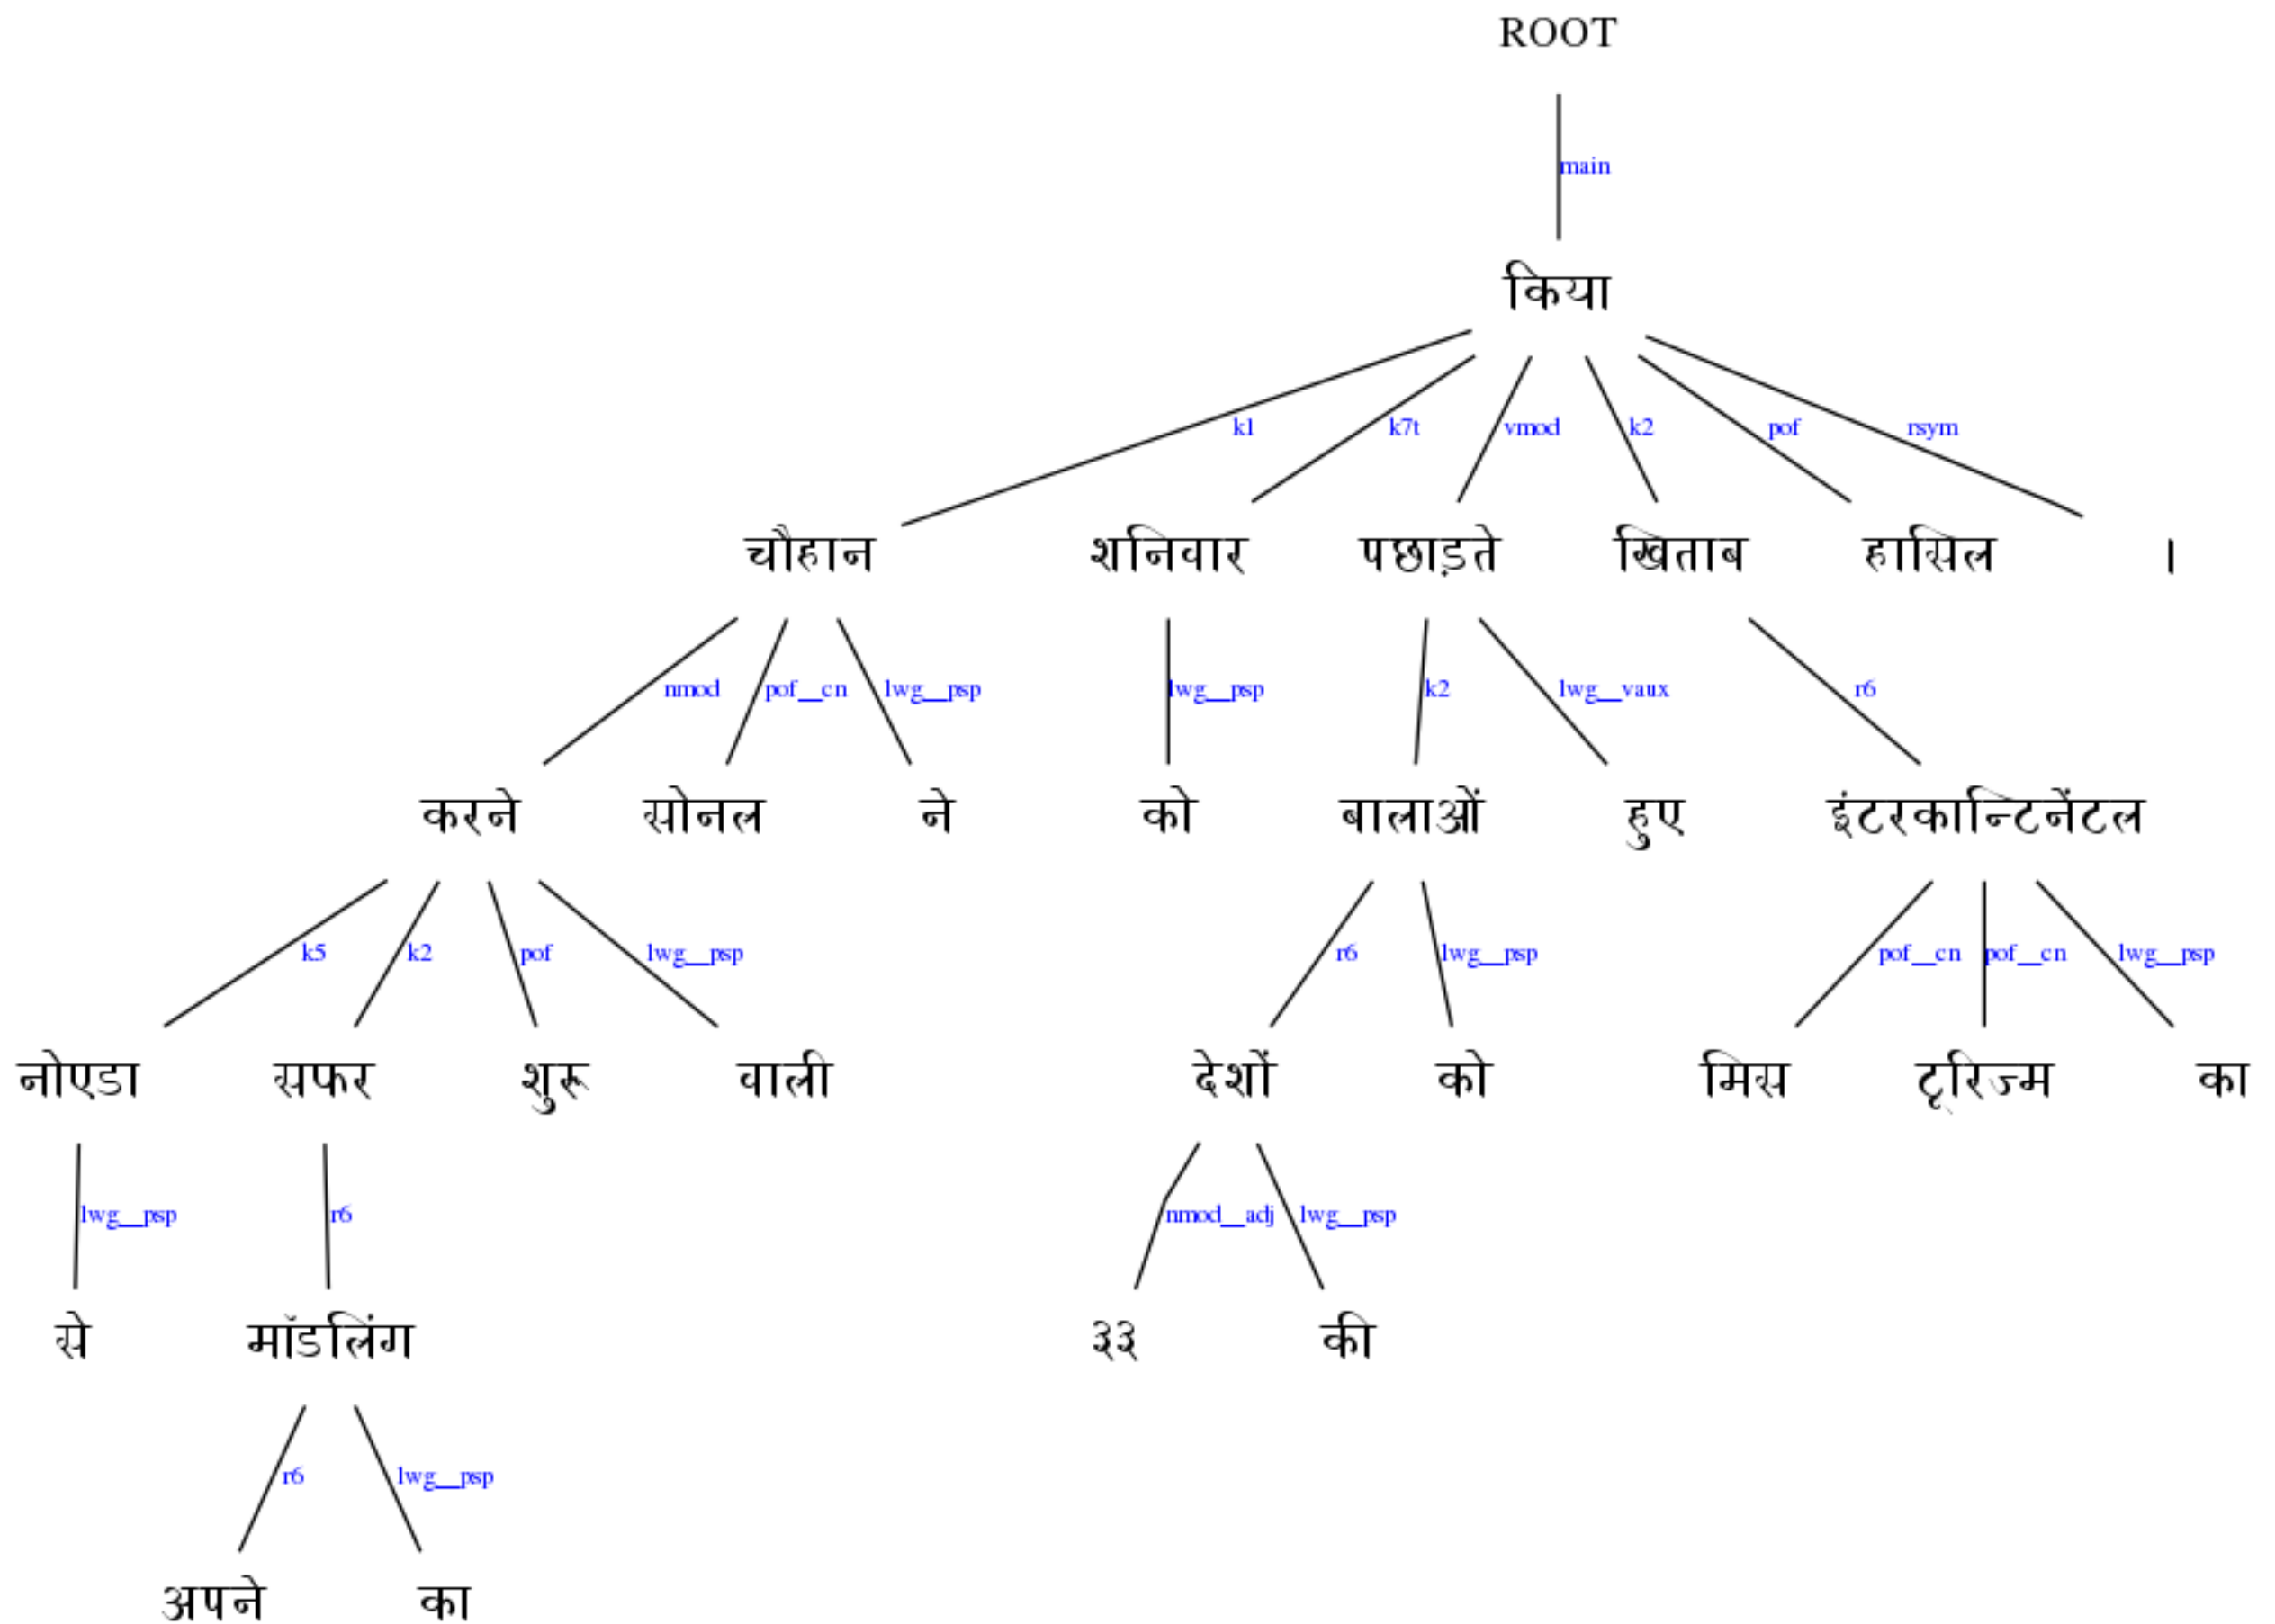 ROOT
main
किया
k1 k7t vmod k2 pof rsym
चौहान शनिवार पछाड़ते खिताब हासिल ।
nmod pof__cn lwg__psp lwg__psp k2 lwg__vaux r6
करने सोनल ने को बालाओं हुए इंटरकान्टिनेंटल
k5 k2 pof lwg__psp r6 lwg__psp pof__cn pof__cn lwg__psp
नोएडा सफर शुरू वाली देशों को मिस टूरिज्म का
lwg__psp r6 nmod__adj lwg__psp
से मॉडलिंग ३३ की
r6 lwg__psp
अपने का